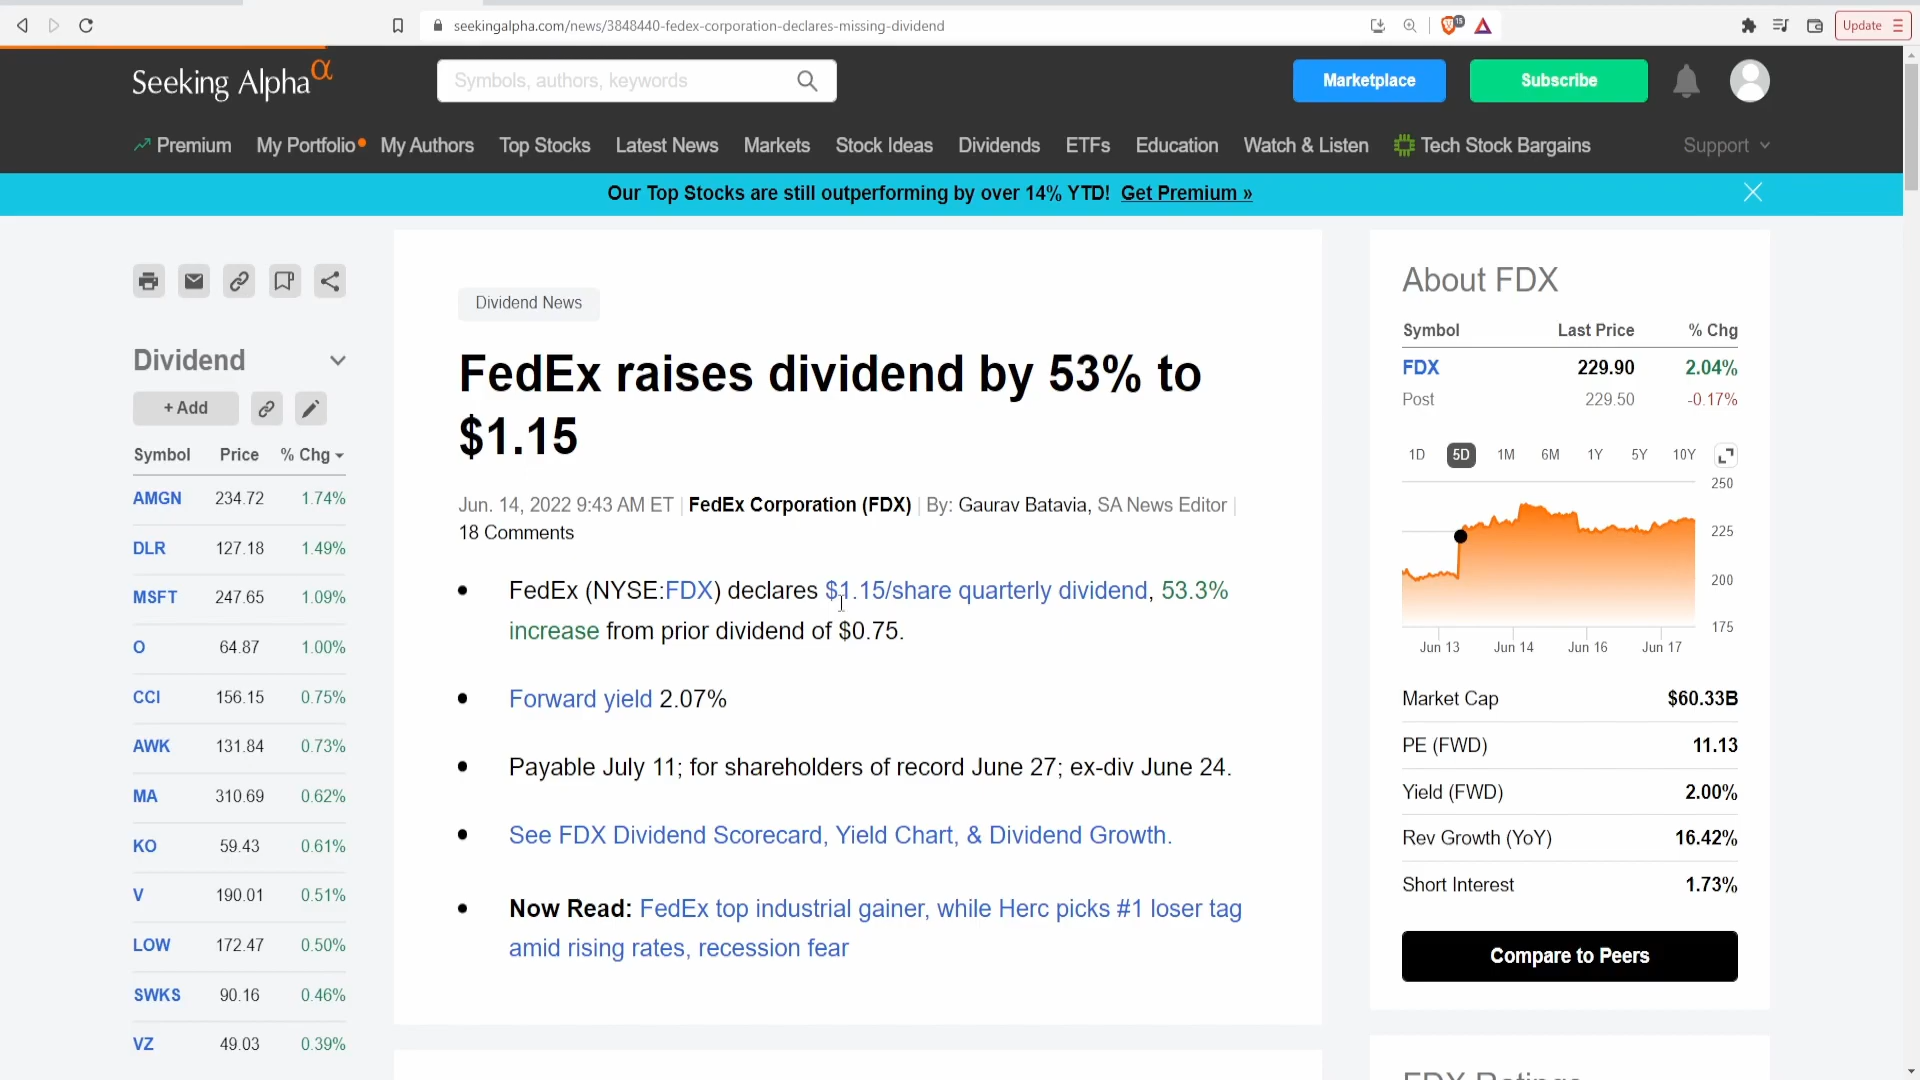 seekingalpha.com/news/3848440-fedex-corporation-declares-missing-dividend
15
Update
Seeking Alpha α
Symbols, authors, keywords
Marketplace
Subscribe
Premium My Portfolio My Authors Top Stocks Latest News Markets Stock Ideas Dividends ETFs Education Watch & Listen Tech Stock Bargains Support
Our Top Stocks are still outperforming by over 14% YTD! Get Premium »
Dividend
+ Add
Symbol Price % Chg
AMGN 234.72 1.74%
DLR 127.18 1.49%
MSFT 247.65 1.09%
O 64.87 1.00%
CCI 156.15 0.75%
AWK 131.84 0.73%
MA 310.69 0.62%
KO 59.43 0.61%
V 190.01 0.51%
LOW 172.47 0.50%
SWKS 90.16 0.46%
VZ 49.03 0.39%
Dividend News
FedEx raises dividend by 53% to
$1.15
Jun. 14, 2022 9:43 AM ET | FedEx Corporation (FDX) | By: Gaurav Batavia, SA News Editor |
18 Comments
• FedEx (NYSE:FDX) declares $1.15/share quarterly dividend, 53.3%
increase from prior dividend of $0.75.
• Forward yield 2.07%
• Payable July 11; for shareholders of record June 27; ex-div June 24.
• See FDX Dividend Scorecard, Yield Chart, & Dividend Growth.
• Now Read: FedEx top industrial gainer, while Herc picks #1 loser tag
amid rising rates, recession fear
About FDX
Symbol Last Price % Chg
FDX 229.90 2.04%
Post 229.50 -0.17%
1D 5D 1M 6M 1Y 5Y 10Y
250
225
200
175
Jun 13 Jun 14 Jun 16 Jun 17
Market Cap $60.33B
PE (FWD) 11.13
Yield (FWD) 2.00%
Rev Growth (YoY) 16.42%
Short Interest 1.73%
Compare to Peers
FDX Ratings